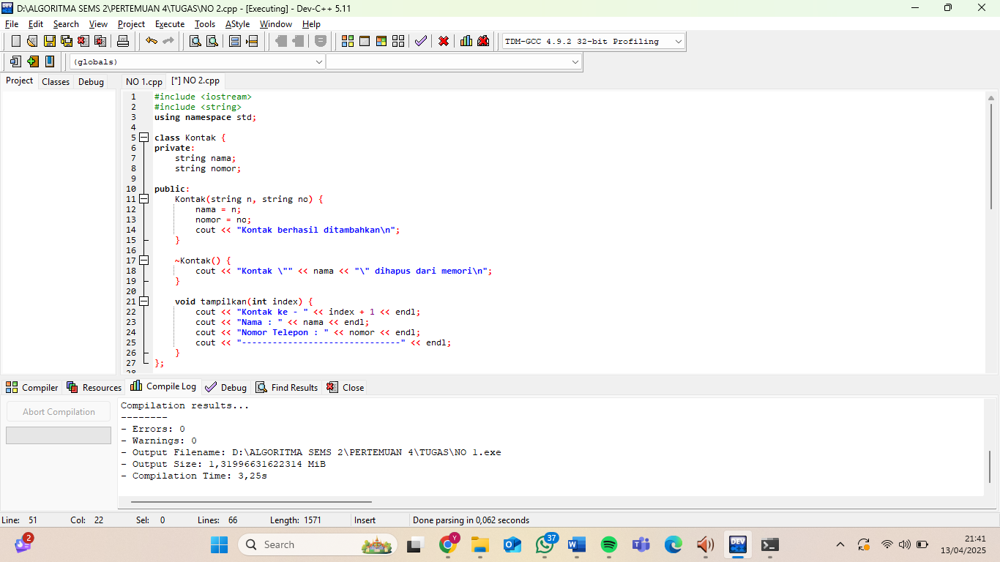 D:\ALGORITMA SEMS 2\PERTEMUAN 4\TUGAS\NO 2.cpp - [Executing] - Dev-C++ 5.11
File Edit Search View Project Execute Tools AStyle Window Help
TDM-GCC 4.9.2 32-bit Profiling
(globals)
Project Classes Debug NO 1.cpp [*] NO 2.cpp
1 #include <iostream>
2 #include <string>
3 using namespace std;
4
5 class Kontak {
6 private:
7 string nama;
8 string nomor;
9
10 public:
11 Kontak(string n, string no) {
12 nama = n;
13 nomor = no;
14 cout << "Kontak berhasil ditambahkan\n";
15 }
16
17 ~Kontak() {
18 cout << "Kontak \"" << nama << "\" dihapus dari memori\n";
19 }
20
21 void tampilkan(int index) {
22 cout << "Kontak ke - " << index + 1 << endl;
23 cout << "Nama : " << nama << endl;
24 cout << "Nomor Telepon : " << nomor << endl;
25 cout << "-------------------------------" << endl;
26 }
27 };
28
Compiler Resources Compile Log Debug Find Results Close
Abort Compilation
Compilation results...
--------
- Errors: 0
- Warnings: 0
- Output Filename: D:\ALGORITMA SEMS 2\PERTEMUAN 4\TUGAS\NO 1.exe
- Output Size: 1,31996631622314 MiB
- Compilation Time: 3,25s
Line: 51 Col: 22 Sel: 0 Lines: 66 Length: 1571 Insert Done parsing in 0,062 seconds
2
Search
Y
37
DEV
21:41
13/04/2025